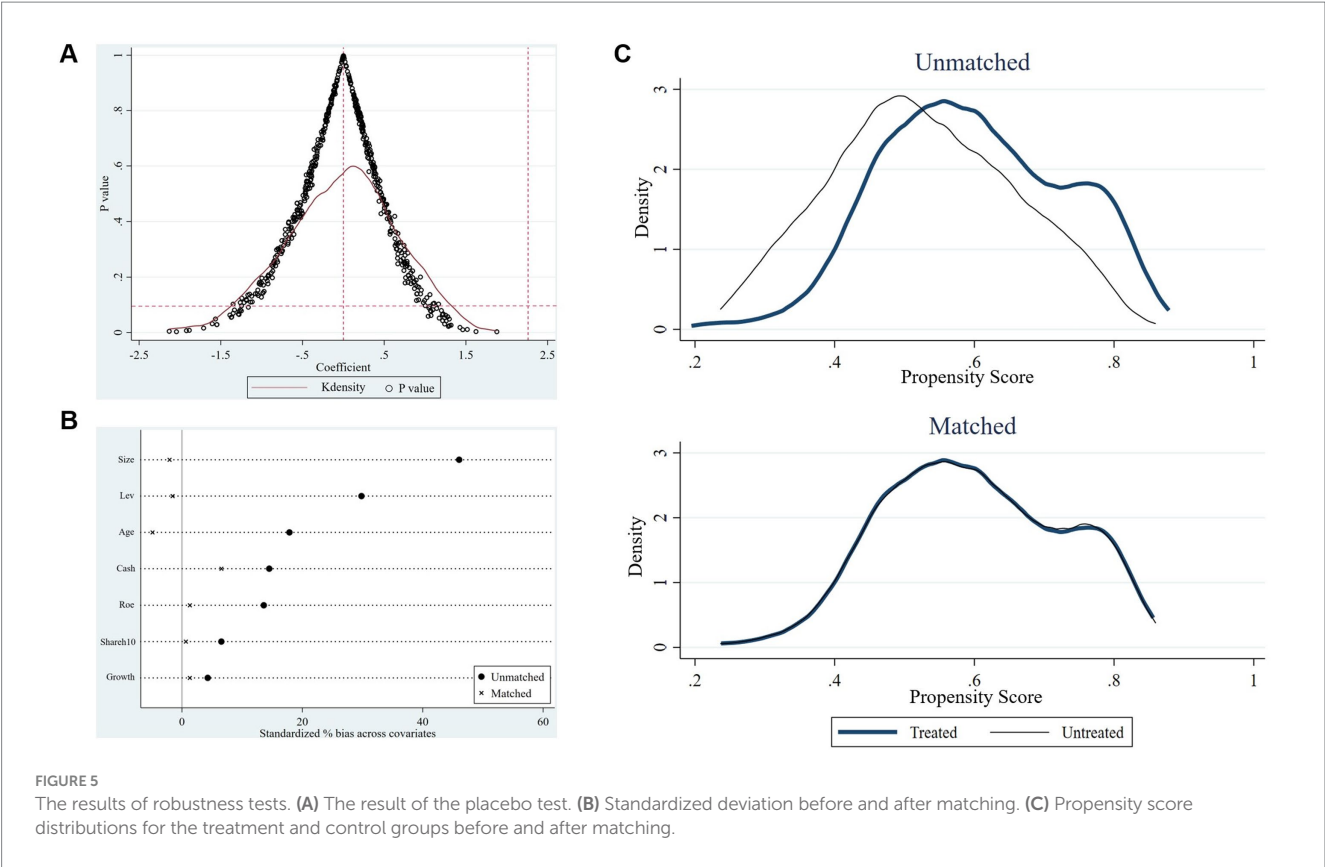 A
P value
1
.8
.6
.4
.2
0
-2.5
-1.5
-.5
.5
1.5
2.5
Coefficient
Kdensity
P value
B
Size
Lev
Age
Cash
Roe
Shareh10
Growth
Unmatched
Matched
0
20
40
60
Standardized % bias across covariates
C
Unmatched
Density
3
2
1
0
.2
.4
.6
.8
1
Propensity Score
Matched
Density
3
2
1
0
.2
.4
.6
.8
1
Propensity Score
Treated
Untreated
FIGURE 5
The results of robustness tests. (A) The result of the placebo test. (B) Standardized deviation before and after matching. (C) Propensity score
distributions for the treatment and control groups before and after matching.